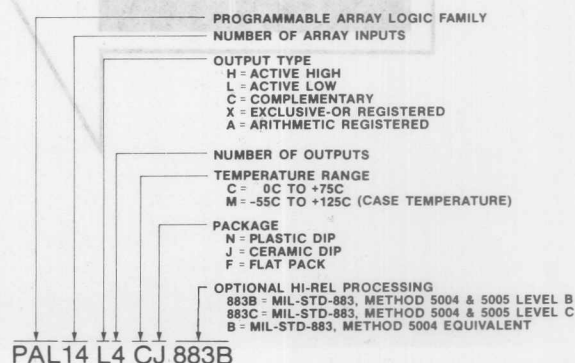 PROGRAMMABLE ARRAY LOGIC FAMILY
NUMBER OF ARRAY INPUTS
OUTPUT TYPE
H = ACTIVE HIGH
L = ACTIVE LOW
C = COMPLEMENTARY
X = EXCLUSIVE-OR REGISTERED
A = ARITHMETIC REGISTERED
NUMBER OF OUTPUTS
TEMPERATURE RANGE
C = 0C TO +75C
M = -55C TO +125C (CASE TEMPERATURE)
PACKAGE
N = PLASTIC DIP
J = CERAMIC DIP
F = FLAT PACK
OPTIONAL HI-REL PROCESSING
883B = MIL-STD-883, METHOD 5004 & 5005 LEVEL B
883C = MIL-STD-883, METHOD 5004 & 5005 LEVEL C
B = MIL-STD-883, METHOD 5004 EQUIVALENT
PAL14 L4 CJ 883B